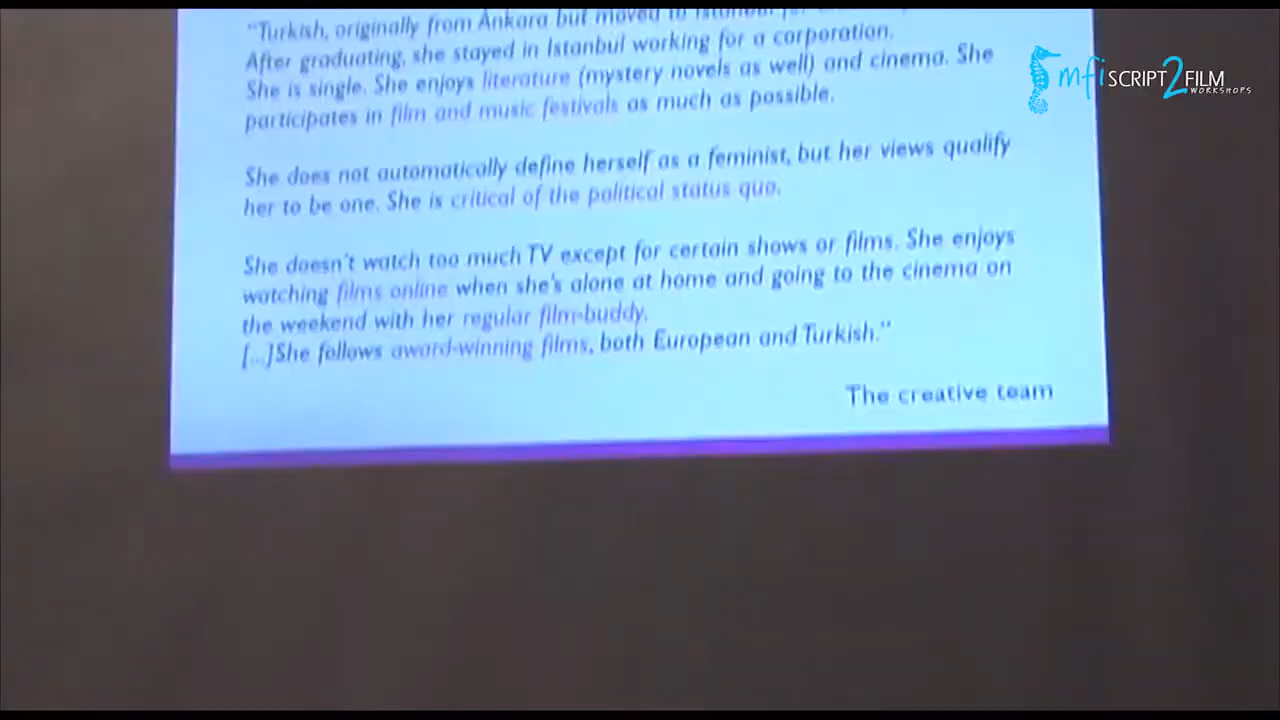 "Turkish, originally from Ankara but moved to Istanbul for
After graduating, she stayed in Istanbul working for a corporation.
She is single. She enjoys literature (mystery novels as well) and cinema. She
participates in film and music festivals as much as possible.
She does not automatically define herself as a feminist, but her views qualify
her to be one. She is critical of the political status quo.
She doesn't watch too much TV except for certain shows or films. She enjoys
watching films online when she's alone at home and going to the cinema on
the weekend with her regular film-buddy.
[...]She follows award-winning films, both European and Turkish."
The creative team
mfi SCRIPT2FILM
WORKSHOPS